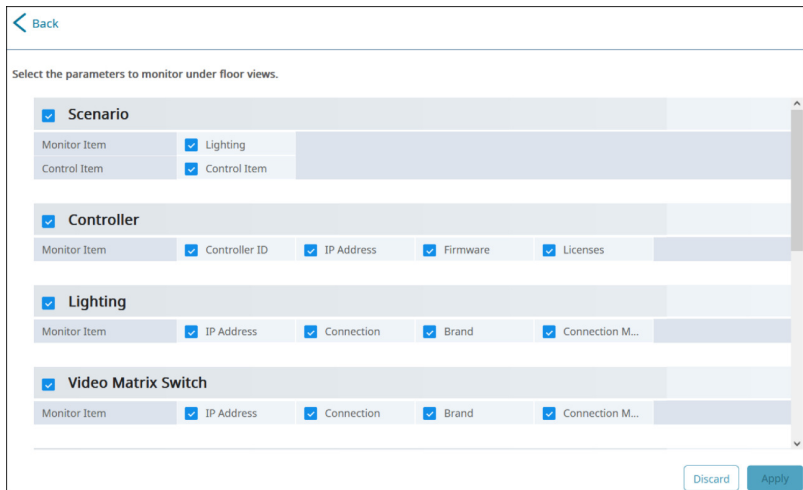 Back
Select the parameters to monitor under floor views.
Scenario
Monitor Item Lighting
Control Item Control Item
Controller
Monitor Item Controller ID IP Address Firmware Licenses
Lighting
Monitor Item IP Address Connection Brand Connection M...
Video Matrix Switch
Monitor Item IP Address Connection Brand Connection M...
Discard Apply